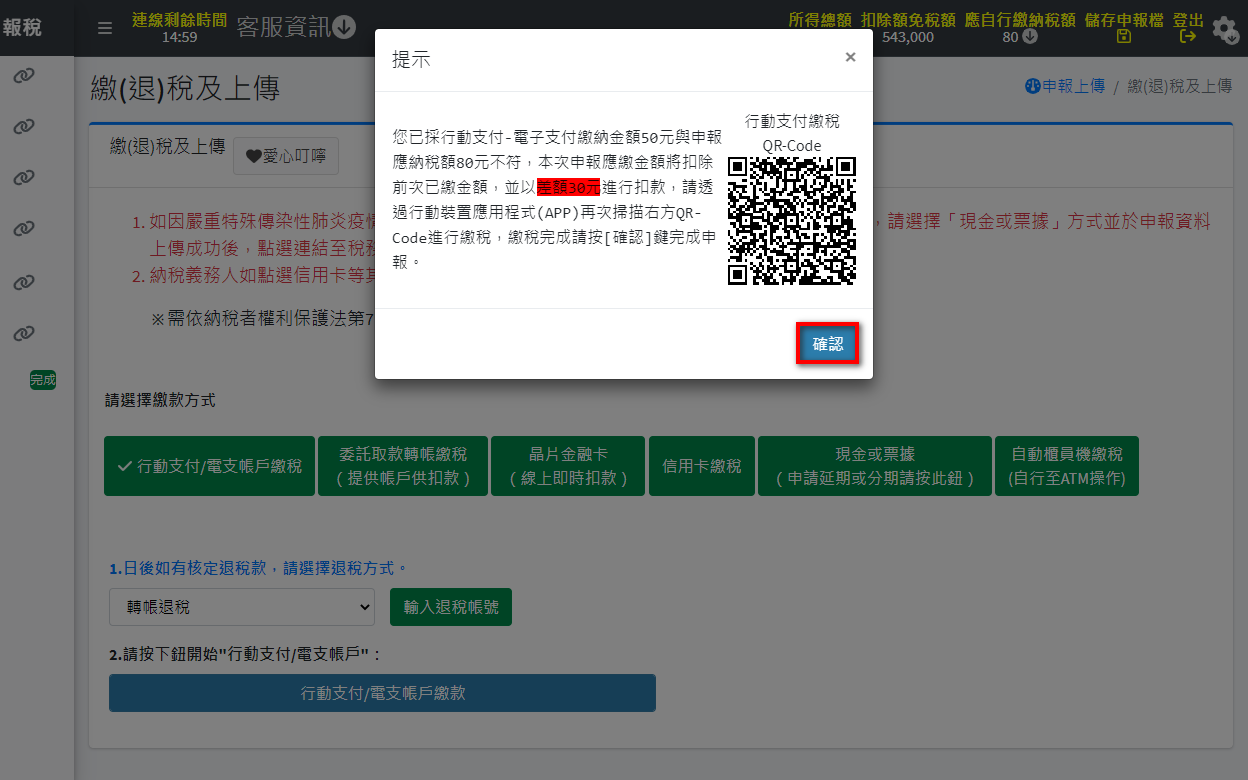 報稅
連線剩餘時間
14:59
客服資訊
所得總額 扣除額免稅額 應自行繳納稅額 儲存申報檔 登出
543,000 80
繳(退)稅及上傳
申報上傳 / 繳(退)稅及上傳
繳(退)稅及上傳
愛心叮嚀
1. 如因嚴重特殊傳染性肺炎疫情
，請選擇「現金或票據」方式並於申報資料
上傳成功後，點選連結至稅務
2. 納稅義務人如點選信用卡等其
※需依納稅者權利保護法第7
完成
提示
×
您已採行動支付-電子支付繳納金額50元與申報
應納稅額80元不符，本次申報應繳金額將扣除
前次已繳金額，並以差額30元進行扣款，請透
過行動裝置應用程式(APP)再次掃描右方QR-
Code進行繳稅，繳稅完成請按[確認]鍵完成申
報。
行動支付繳稅
QR-Code
確認
請選擇繳款方式
行動支付/電支帳戶繳稅
委託取款轉帳繳稅
( 提供帳戶供扣款 )
晶片金融卡
( 線上即時扣款 )
信用卡繳稅
現金或票據
( 申請延期或分期請按此鈕 )
自動櫃員機繳稅
(自行至ATM操作)
1.日後如有核定退稅款，請選擇退稅方式。
轉帳退稅
輸入退稅帳號
2.請按下鈕開始"行動支付/電支帳戶"：
行動支付/電支帳戶繳款